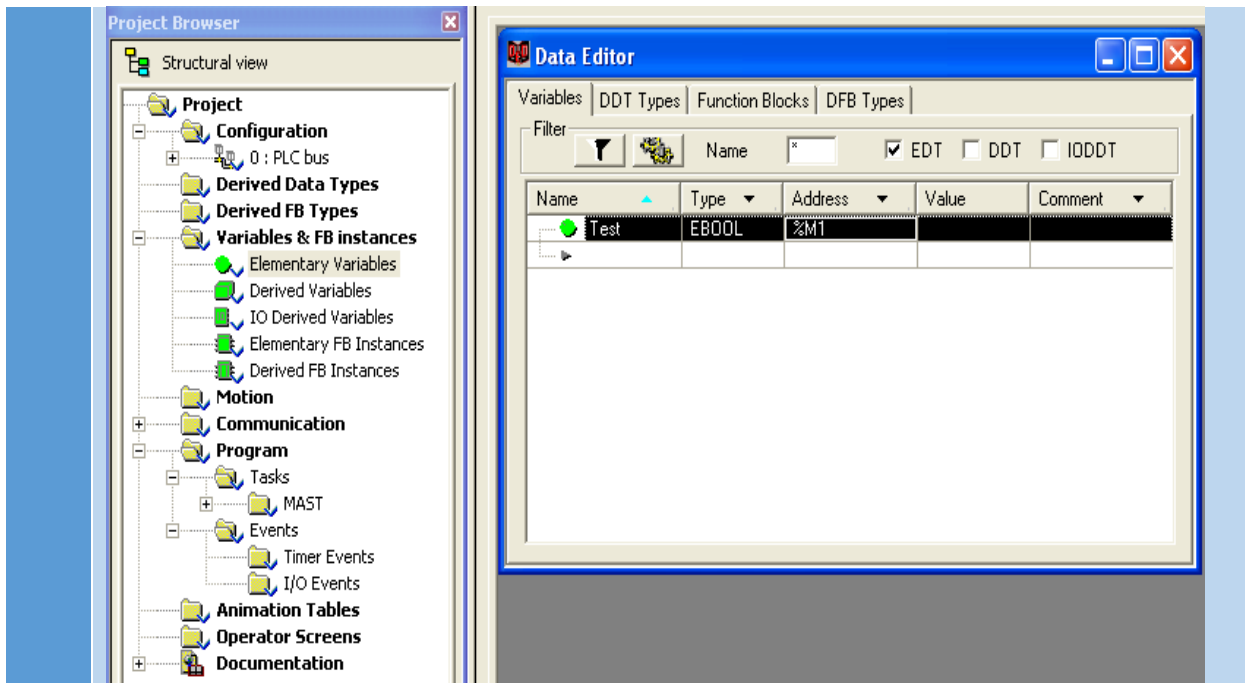 Project Browser
Structural view
Project
Configuration
0 : PLC bus
Derived Data Types
Derived FB Types
Variables & FB instances
Elementary Variables
Derived Variables
IO Derived Variables
Elementary FB Instances
Derived FB Instances
Motion
Communication
Program
Tasks
MAST
Events
Timer Events
I/O Events
Animation Tables
Operator Screens
Documentation
Data Editor
Variables DDT Types Function Blocks DFB Types
Filter
Name * EDT DDT IODDT
Name Type Address Value Comment
Test EBOOL %M1